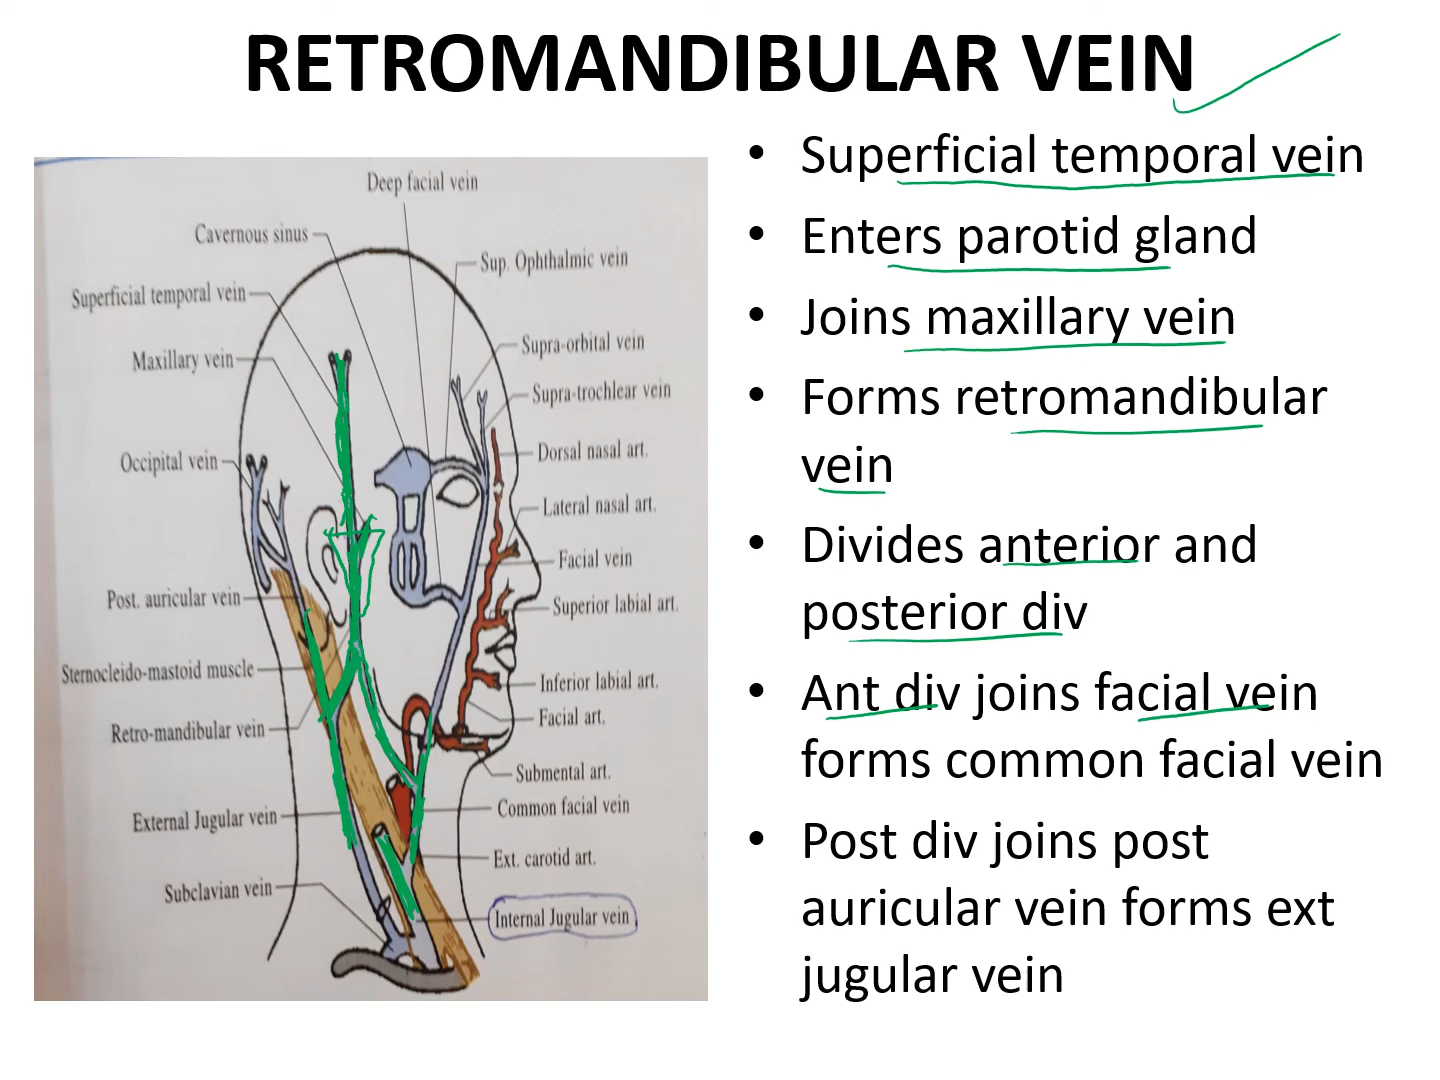 RETROMANDIBULAR VEIN
Deep facial vein
Cavernous sinus
Sup. Ophthalmic vein
Superficial temporal vein
Supra-orbital vein
Maxillary vein
Supra-trochlear vein
Dorsal nasal art.
Occipital vein
Lateral nasal art.
Facial vein
Post. auricular vein
Superior labial art.
Sternocleido-mastoid muscle
Inferior labial art.
Facial art.
Retro-mandibular vein
Submental art.
Common facial vein
External Jugular vein
Ext. carotid art.
Subclavian vein
Internal Jugular vein
• Superficial temporal vein
• Enters parotid gland
• Joins maxillary vein
• Forms retromandibular
vein
• Divides anterior and
posterior div
• Ant div joins facial vein
forms common facial vein
• Post div joins post
auricular vein forms ext
jugular vein